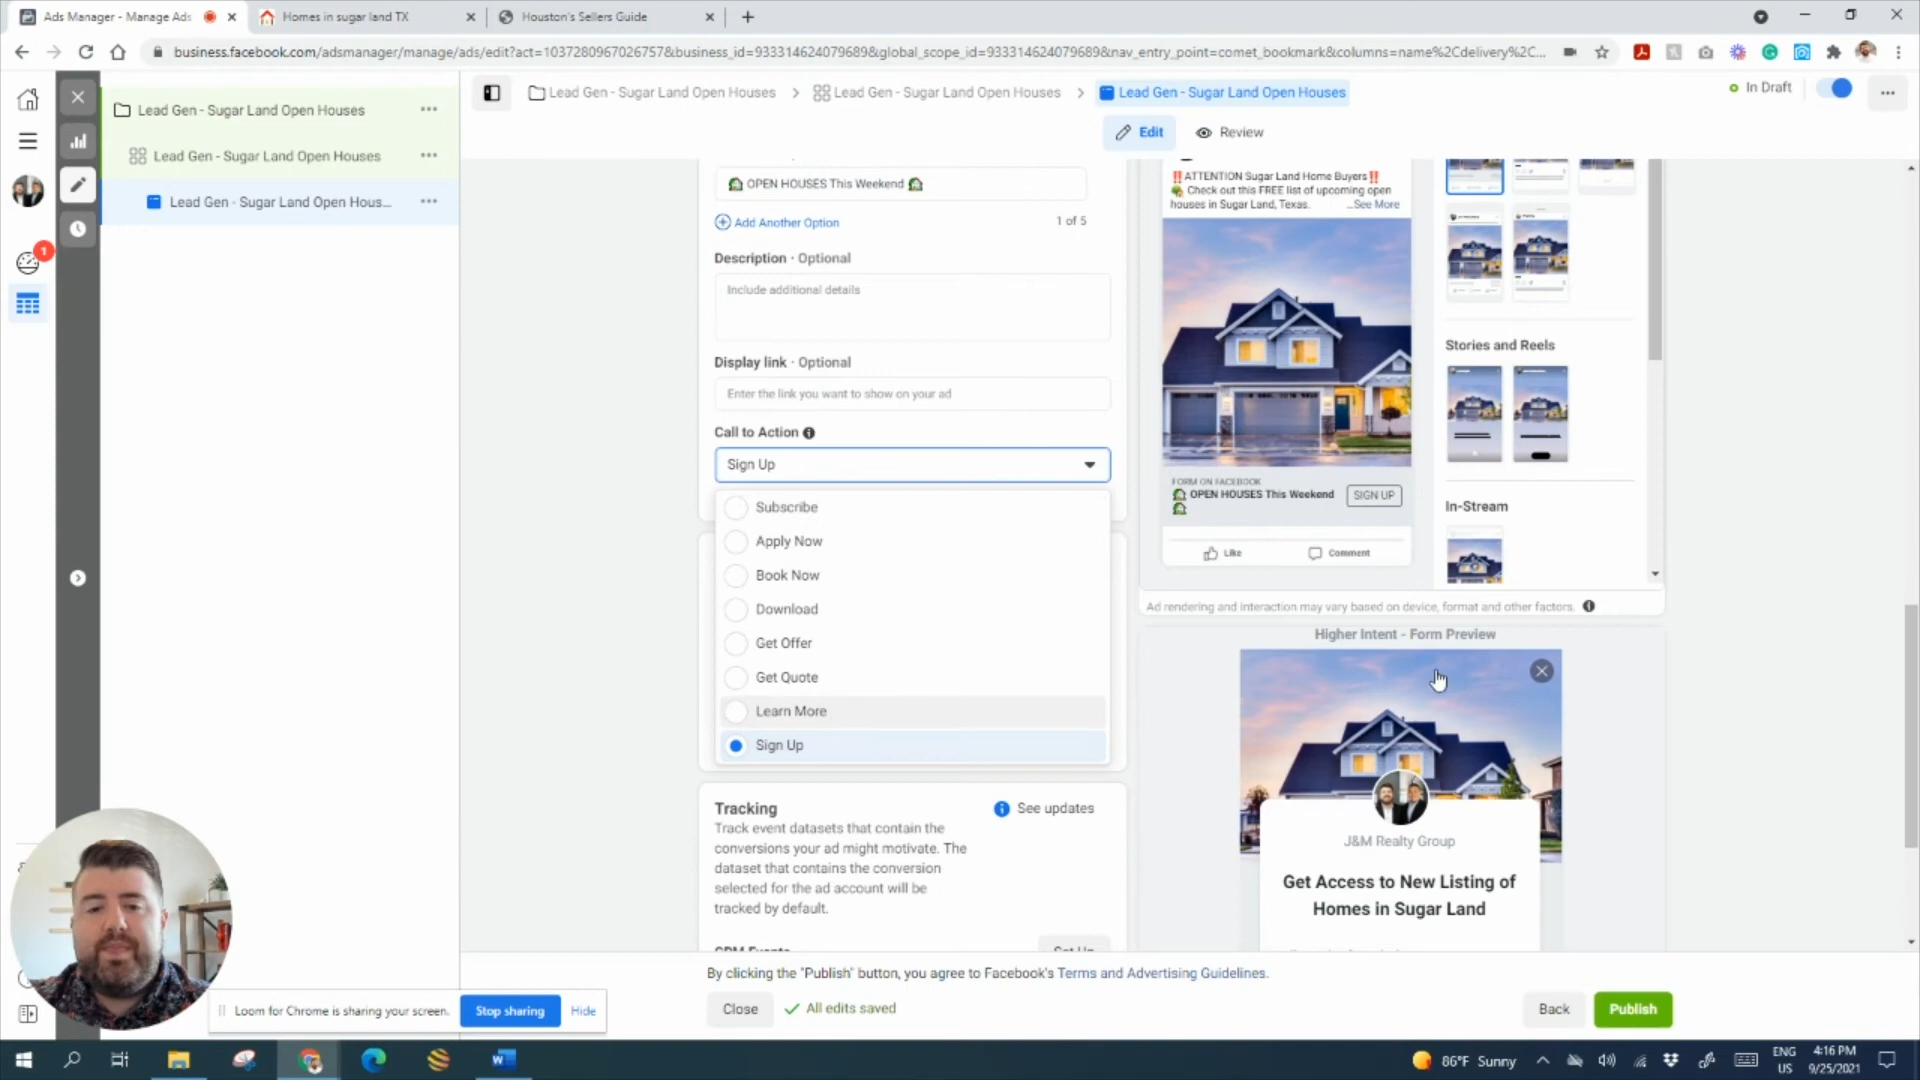 Ads Manager - Manage Ads
Homes in sugar land TX
Houston's Sellers Guide
business.facebook.com/adsmanager/manage/ads/edit?act=1037280967026757&business_id=933314624079689&global_scope_id=933314624079689&nav_entry_point=comet_bookmark&columns=name%2Cdelivery%2C...
Lead Gen - Sugar Land Open Houses
Lead Gen - Sugar Land Open Houses
Lead Gen - Sugar Land Open Hous...
1
Lead Gen - Sugar Land Open Houses > Lead Gen - Sugar Land Open Houses > Lead Gen - Sugar Land Open Houses
In Draft
Edit
Review
OPEN HOUSES This Weekend
Add Another Option
1 of 5
Description · Optional
Include additional details
Display link · Optional
Enter the link you want to show on your ad
Call to Action
Sign Up
Subscribe
Apply Now
Book Now
Download
Get Offer
Get Quote
Learn More
Sign Up
Tracking
See updates
Track event datasets that contain the
conversions your ad might motivate. The
dataset that contains the conversion
selected for the ad account will be
tracked by default.
CRM Events
Set Up
‼️ATTENTION Sugar Land Home Buyers‼️
Check out this FREE list of upcoming open
houses in Sugar Land, Texas. ...See More
FORM ON FACEBOOK
OPEN HOUSES This Weekend
SIGN UP
Like
Comment
Stories and Reels
In-Stream
Ad rendering and interaction may vary based on device, format and other factors.
Higher Intent - Form Preview
J&M Realty Group
Get Access to New Listing of
Homes in Sugar Land
By clicking the "Publish" button, you agree to Facebook's Terms and Advertising Guidelines.
Close
All edits saved
Back
Publish
Loom for Chrome is sharing your screen.
Stop sharing
Hide
86°F Sunny
ENG
US
4:16 PM
9/25/2021